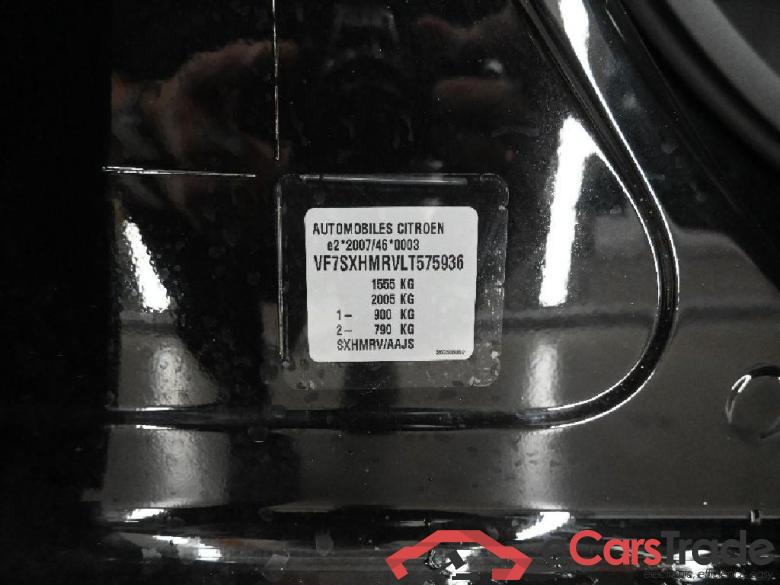 AUTOMOBILES CITROEN
e2*2007/46*0003
VF7SXHMRVLT575936
1555 KG
2005 KG
1- 900 KG
2- 790 KG
SXHMRV/AAJS
CarsTrade